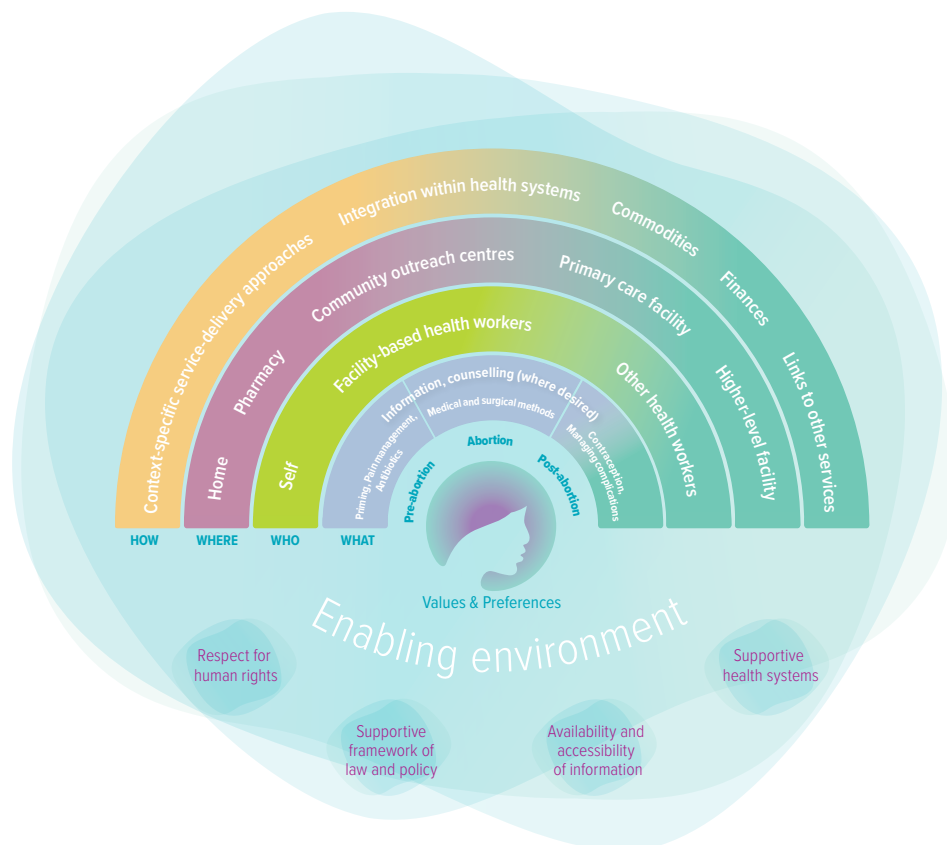 Context-specific service-delivery approaches
Integration within health systems
Commodities
Finances
Links to other services
Home
Pharmacy
Community outreach centres
Primary care facility
Higher-level facility
Self
Facility-based health workers
Other health workers
Information, counselling (where desired)
Priming, Pain management,
Antibiotics
Medical and surgical methods
Contraception,
Managing complications
Pre-abortion
Abortion
Post-abortion
HOW
WHERE
WHO
WHAT
Values & Preferences
Enabling environment
Respect for
human rights
Supportive
framework of
law and policy
Availability and
accessibility
of information
Supportive
health systems